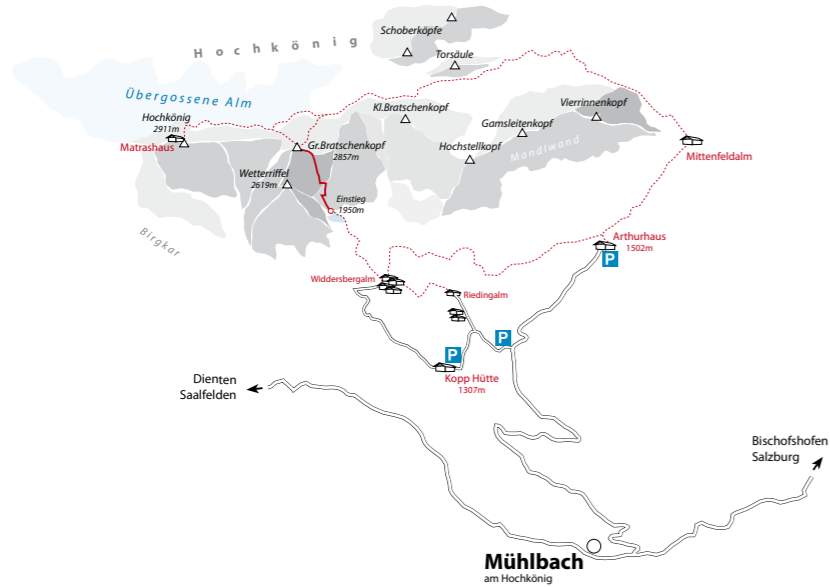 Schoberköpfe
Hochkönig
Torsäule
Übergossene Alm
Kl.Bratschenkopf
Vierrinnenkopf
Hochkönig
2911m
Gamsleitenkopf
Matrashaus
Gr.Bratschenkopf
2857m
Hochstellkopf
Mandlwand
Mittenfeldalm
Wetterriffel
2619m
Einstieg
1950m
Birgkar
Arthurhaus
1502m
P
Widdersbergalm
Riedingalm
P
P
Kopp Hütte
1307m
Dienten
Saalfelden
Bischofshofen
Salzburg
Mühlbach
am Hochkönig